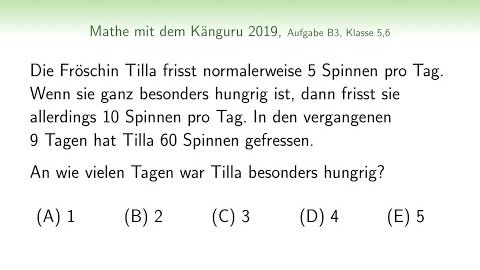 Mathe mit dem Känguru 2019, Aufgabe B3, Klasse 5,6
Die Fröschin Tilla frisst normalerweise 5 Spinnen pro Tag.
Wenn sie ganz besonders hungrig ist, dann frisst sie
allerdings 10 Spinnen pro Tag. In den vergangenen
9 Tagen hat Tilla 60 Spinnen gefressen.
An wie vielen Tagen war Tilla besonders hungrig?
(A) 1 (B) 2 (C) 3 (D) 4 (E) 5